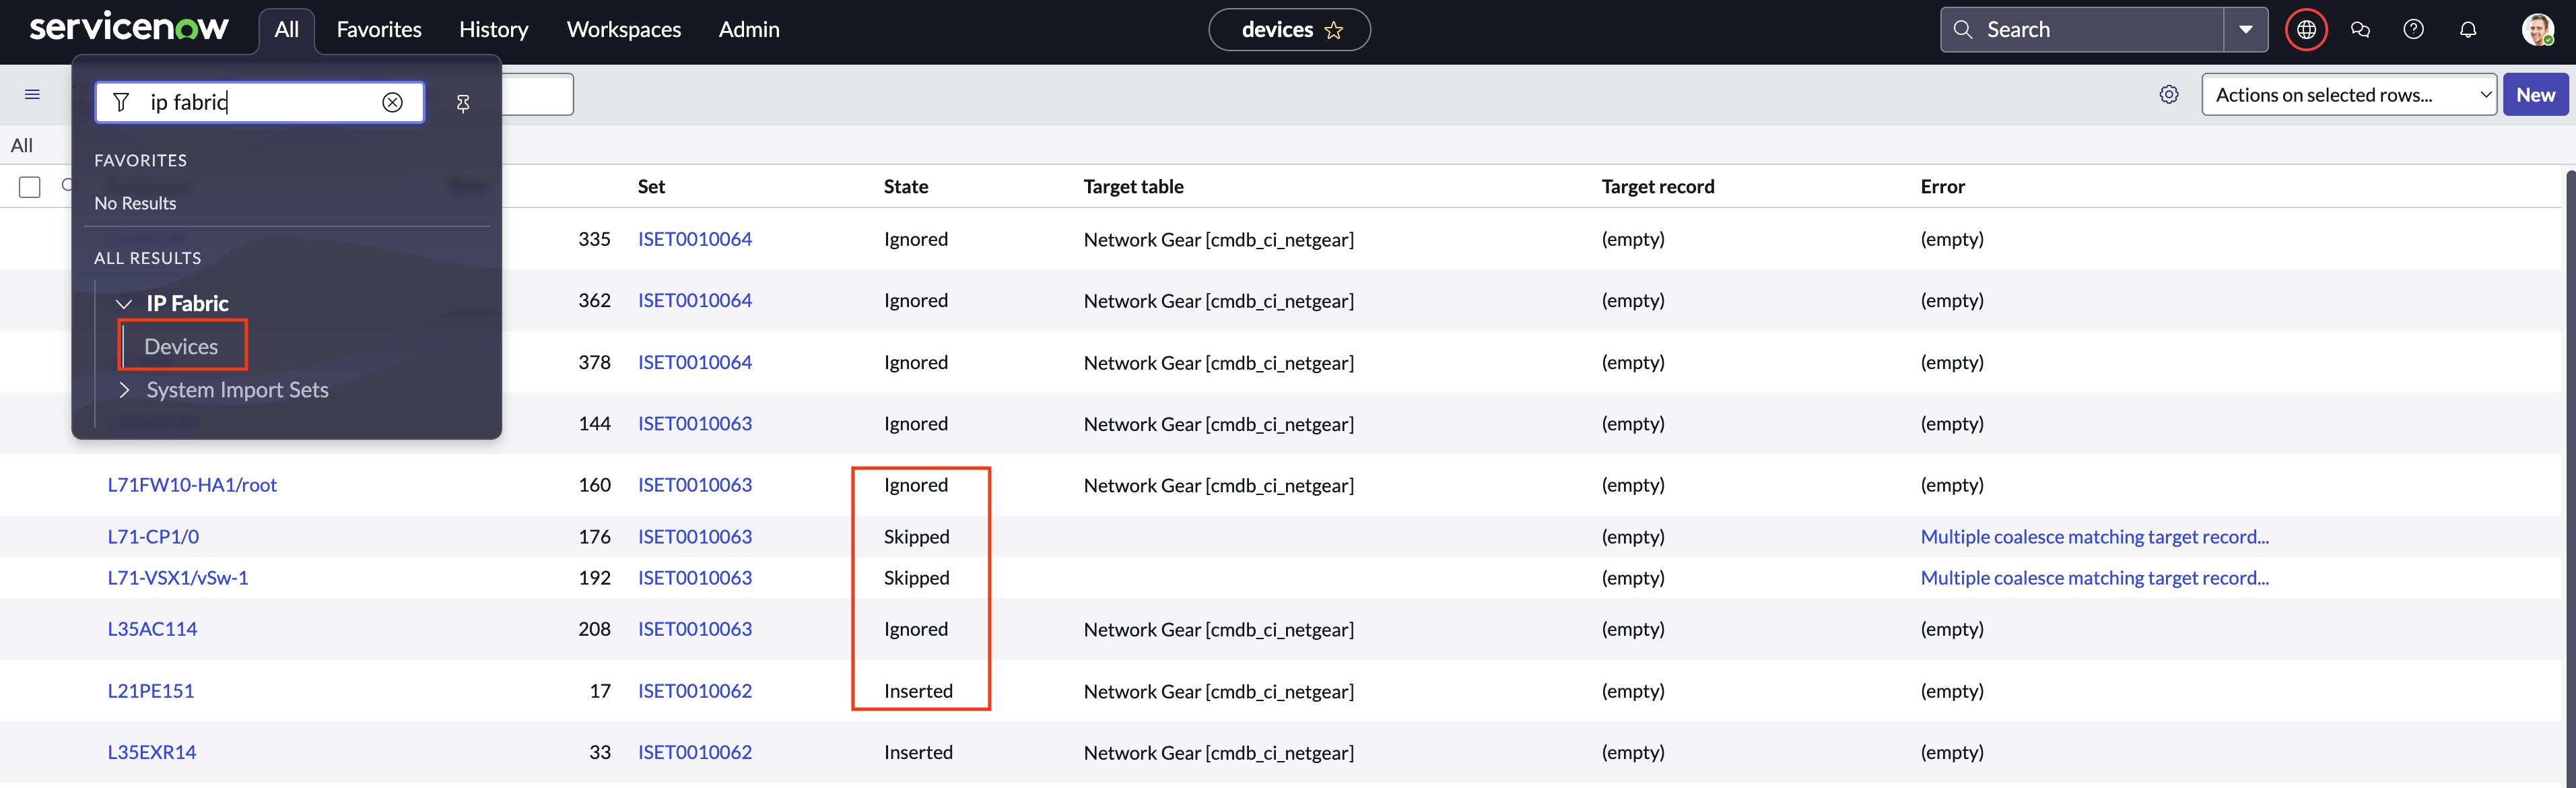 servicenow All Favorites History Workspaces Admin devices Search
ip fabric Actions on selected rows... New
All
FAVORITES
No Results
ALL RESULTS
IP Fabric
Devices
System Import Sets
Set State Target table Target record Error
335 ISET0010064 Ignored Network Gear [cmdb_ci_netgear] (empty) (empty)
362 ISET0010064 Ignored Network Gear [cmdb_ci_netgear] (empty) (empty)
378 ISET0010064 Ignored Network Gear [cmdb_ci_netgear] (empty) (empty)
144 ISET0010063 Ignored Network Gear [cmdb_ci_netgear] (empty) (empty)
L71FW10-HA1/root 160 ISET0010063 Ignored Network Gear [cmdb_ci_netgear] (empty) (empty)
L71-CP1/0 176 ISET0010063 Skipped (empty) Multiple coalesce matching target record...
L71-VSX1/vSw-1 192 ISET0010063 Skipped (empty) Multiple coalesce matching target record...
L35AC114 208 ISET0010063 Ignored Network Gear [cmdb_ci_netgear] (empty) (empty)
L21PE151 17 ISET0010062 Inserted Network Gear [cmdb_ci_netgear] (empty) (empty)
L35EXR14 33 ISET0010062 Inserted Network Gear [cmdb_ci_netgear] (empty) (empty)